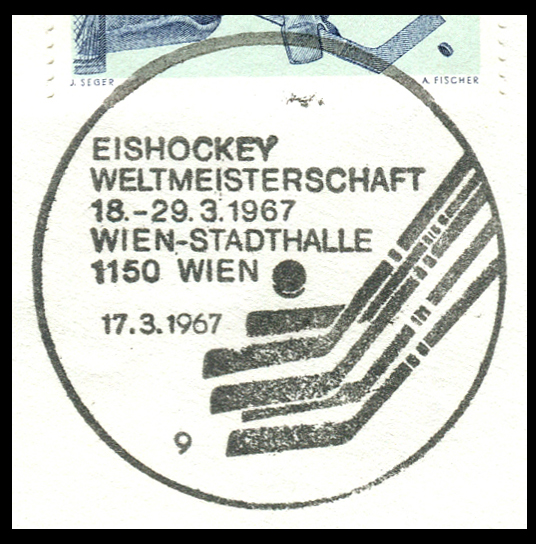 J. SEGER
A. FISCHER
EISHOCKEY
WELTMEISTERSCHAFT
18.-29.3.1967
WIEN-STADTHALLE
1150 WIEN
17.3.1967
9